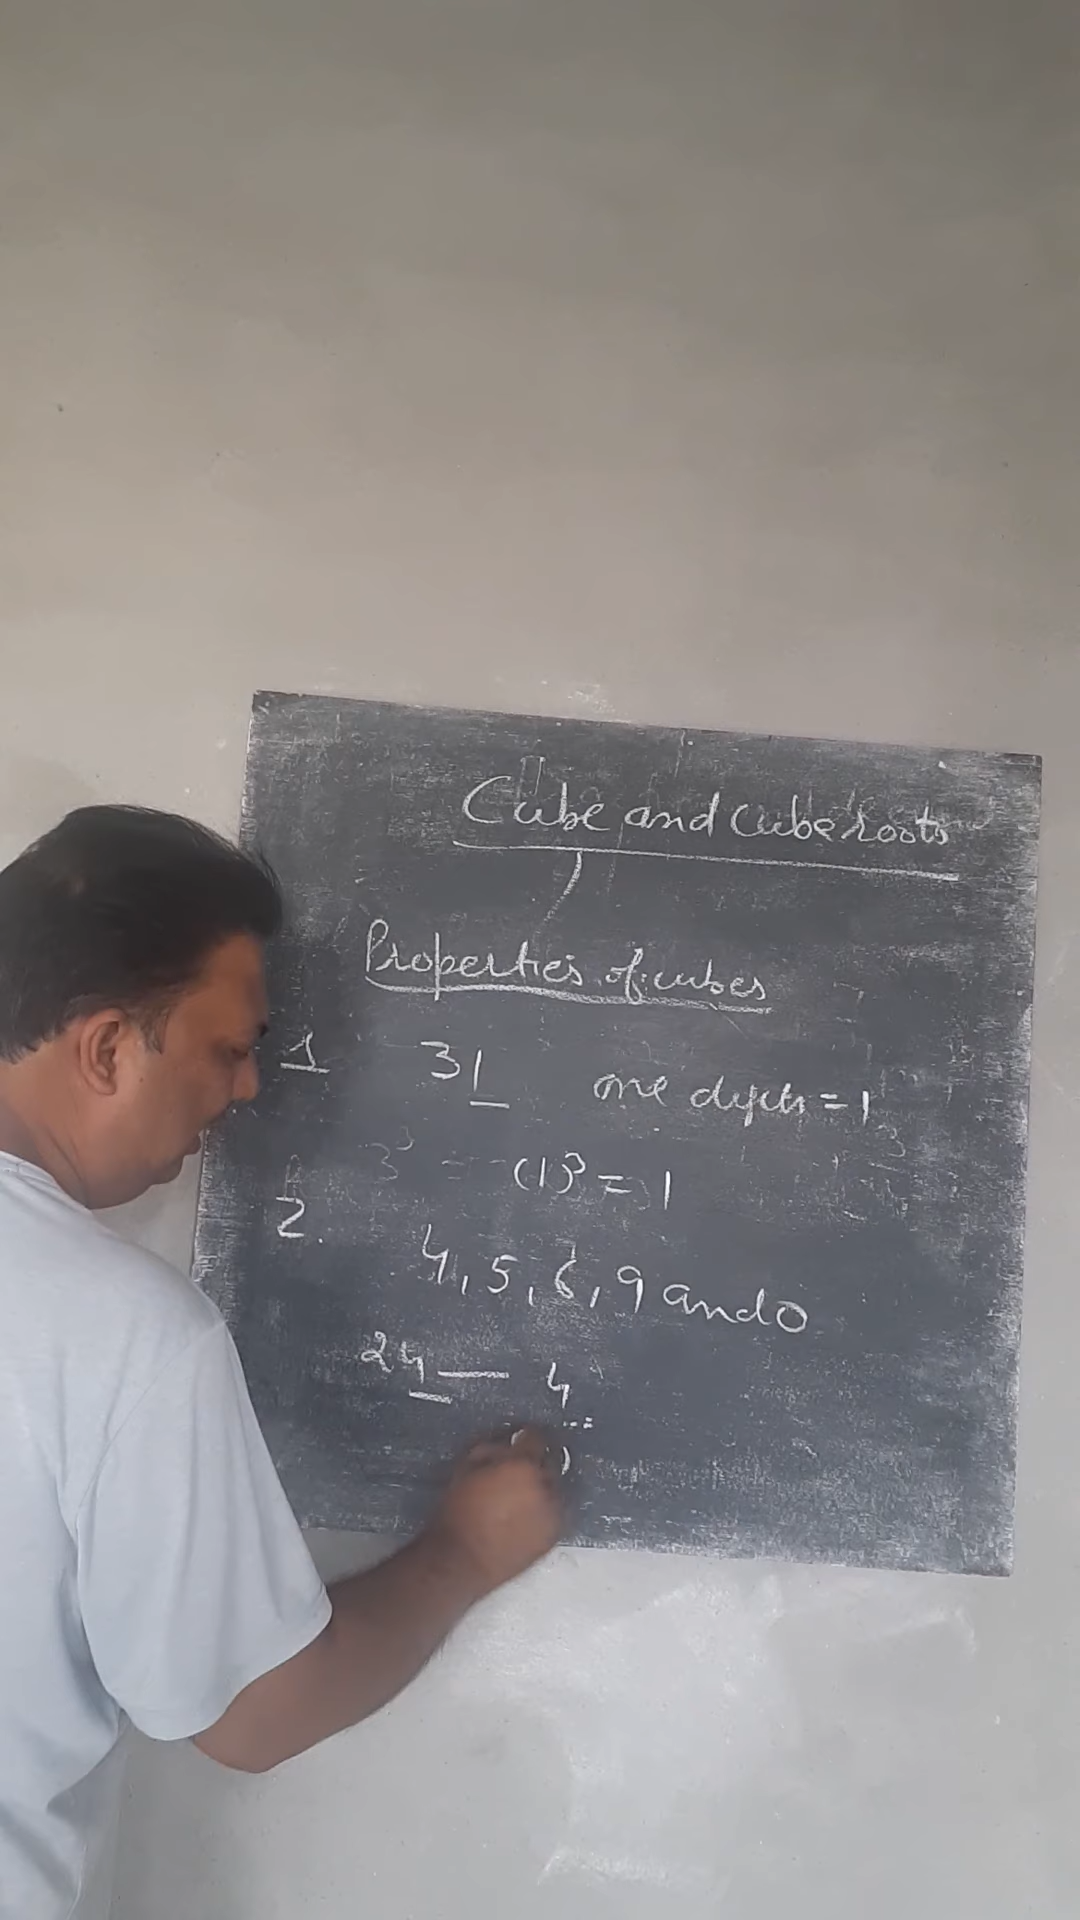 Cube and cube roots
Properties of cubes
1 31 one digits = 1
3³ = (1)³ = 1
2. 4, 5, 6, 9 and 0
24 — 4